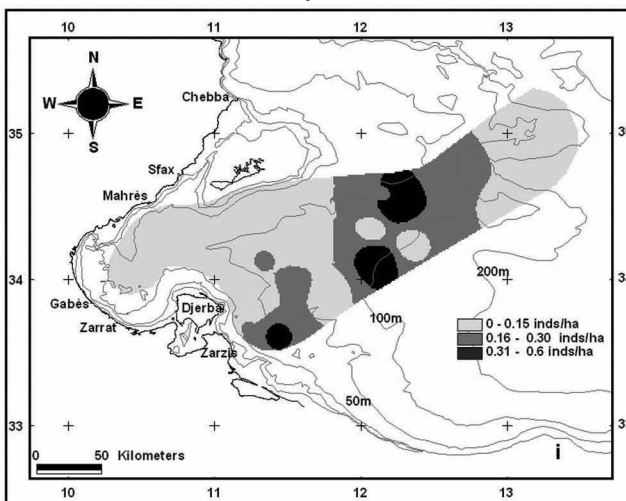 10 11 12 13
N
W E
S
Chebba
35
Sfax
Mahrès
34
Gabès
Zarrat
Djerba
Zarzis
200m
100m
50m
0 - 0.15 inds/ha
0.16 - 0.30 inds/ha
0.31 - 0.6 inds/ha
33
i
0 50 Kilometers
10 11 12 13